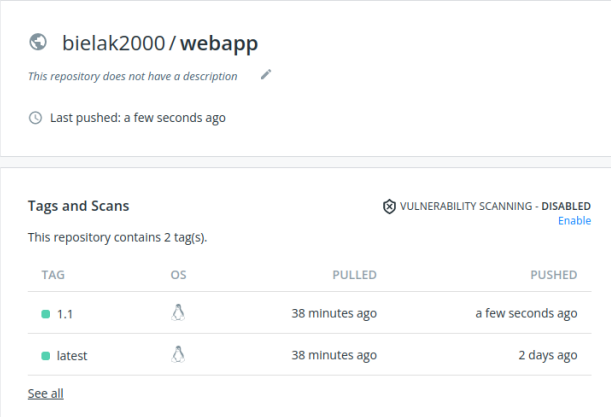 bielak2000 / webapp
This repository does not have a description
Last pushed: a few seconds ago
Tags and Scans
VULNERABILITY SCANNING - DISABLED
Enable
This repository contains 2 tag(s).
TAG OS PULLED PUSHED
1.1 38 minutes ago a few seconds ago
latest 38 minutes ago 2 days ago
See all